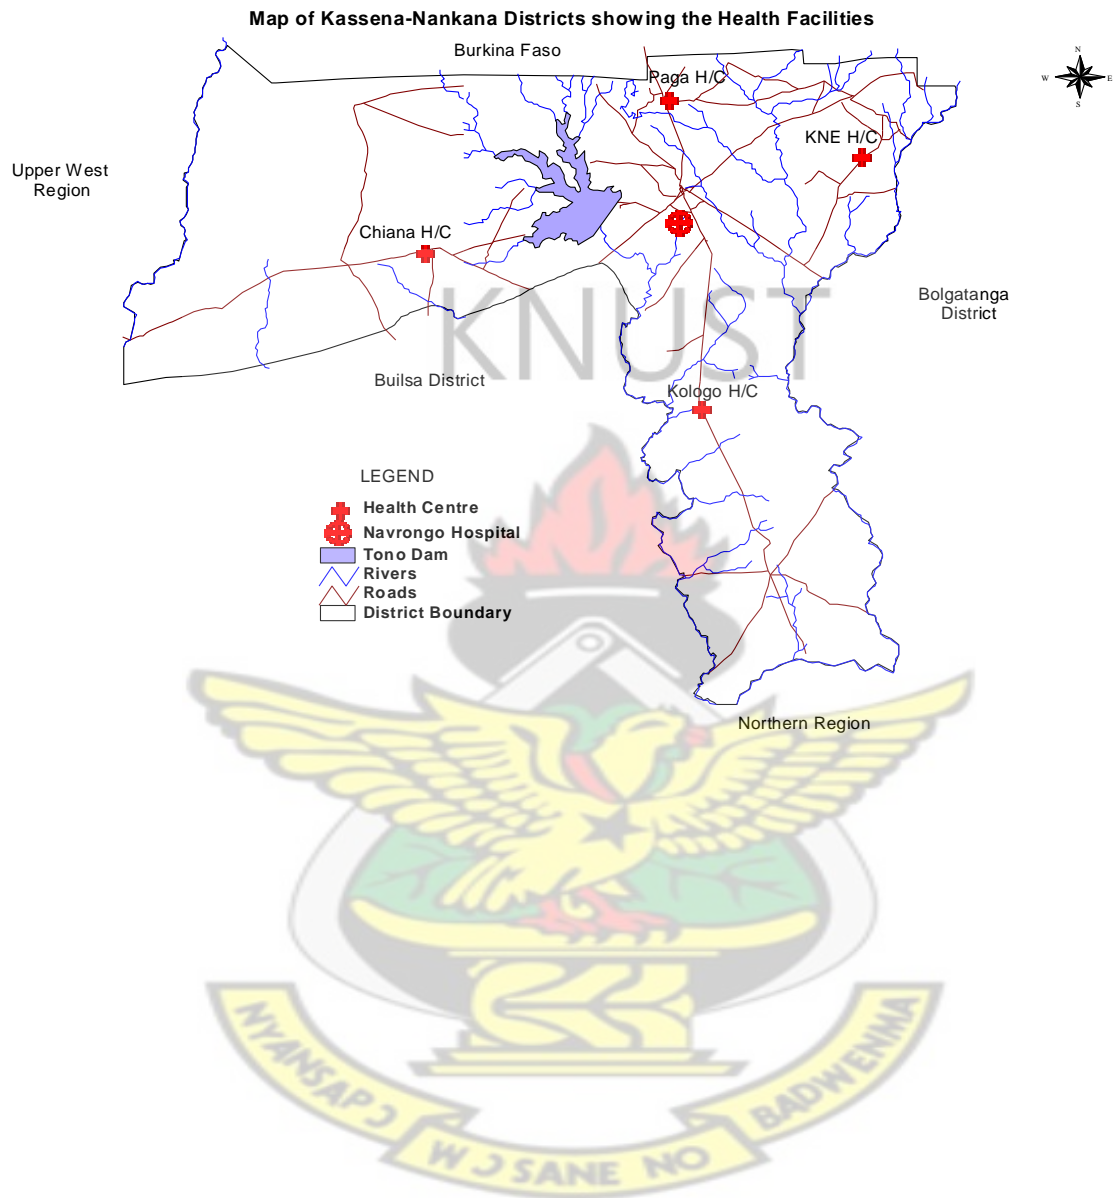 Map of Kassena-Nankana Districts showing the Health Facilities
Burkina Faso
N
W
E
S
Paga H/C
KNE H/C
Upper West
Region
Chiana H/C
Bolgatanga
District
KNUST
Builsa District
Kologo H/C
LEGEND
Health Centre
Navrongo Hospital
Tono Dam
Rivers
Roads
District Boundary
Northern Region
NYANSAPƆ
WƆ SANE NO
BADWENMA